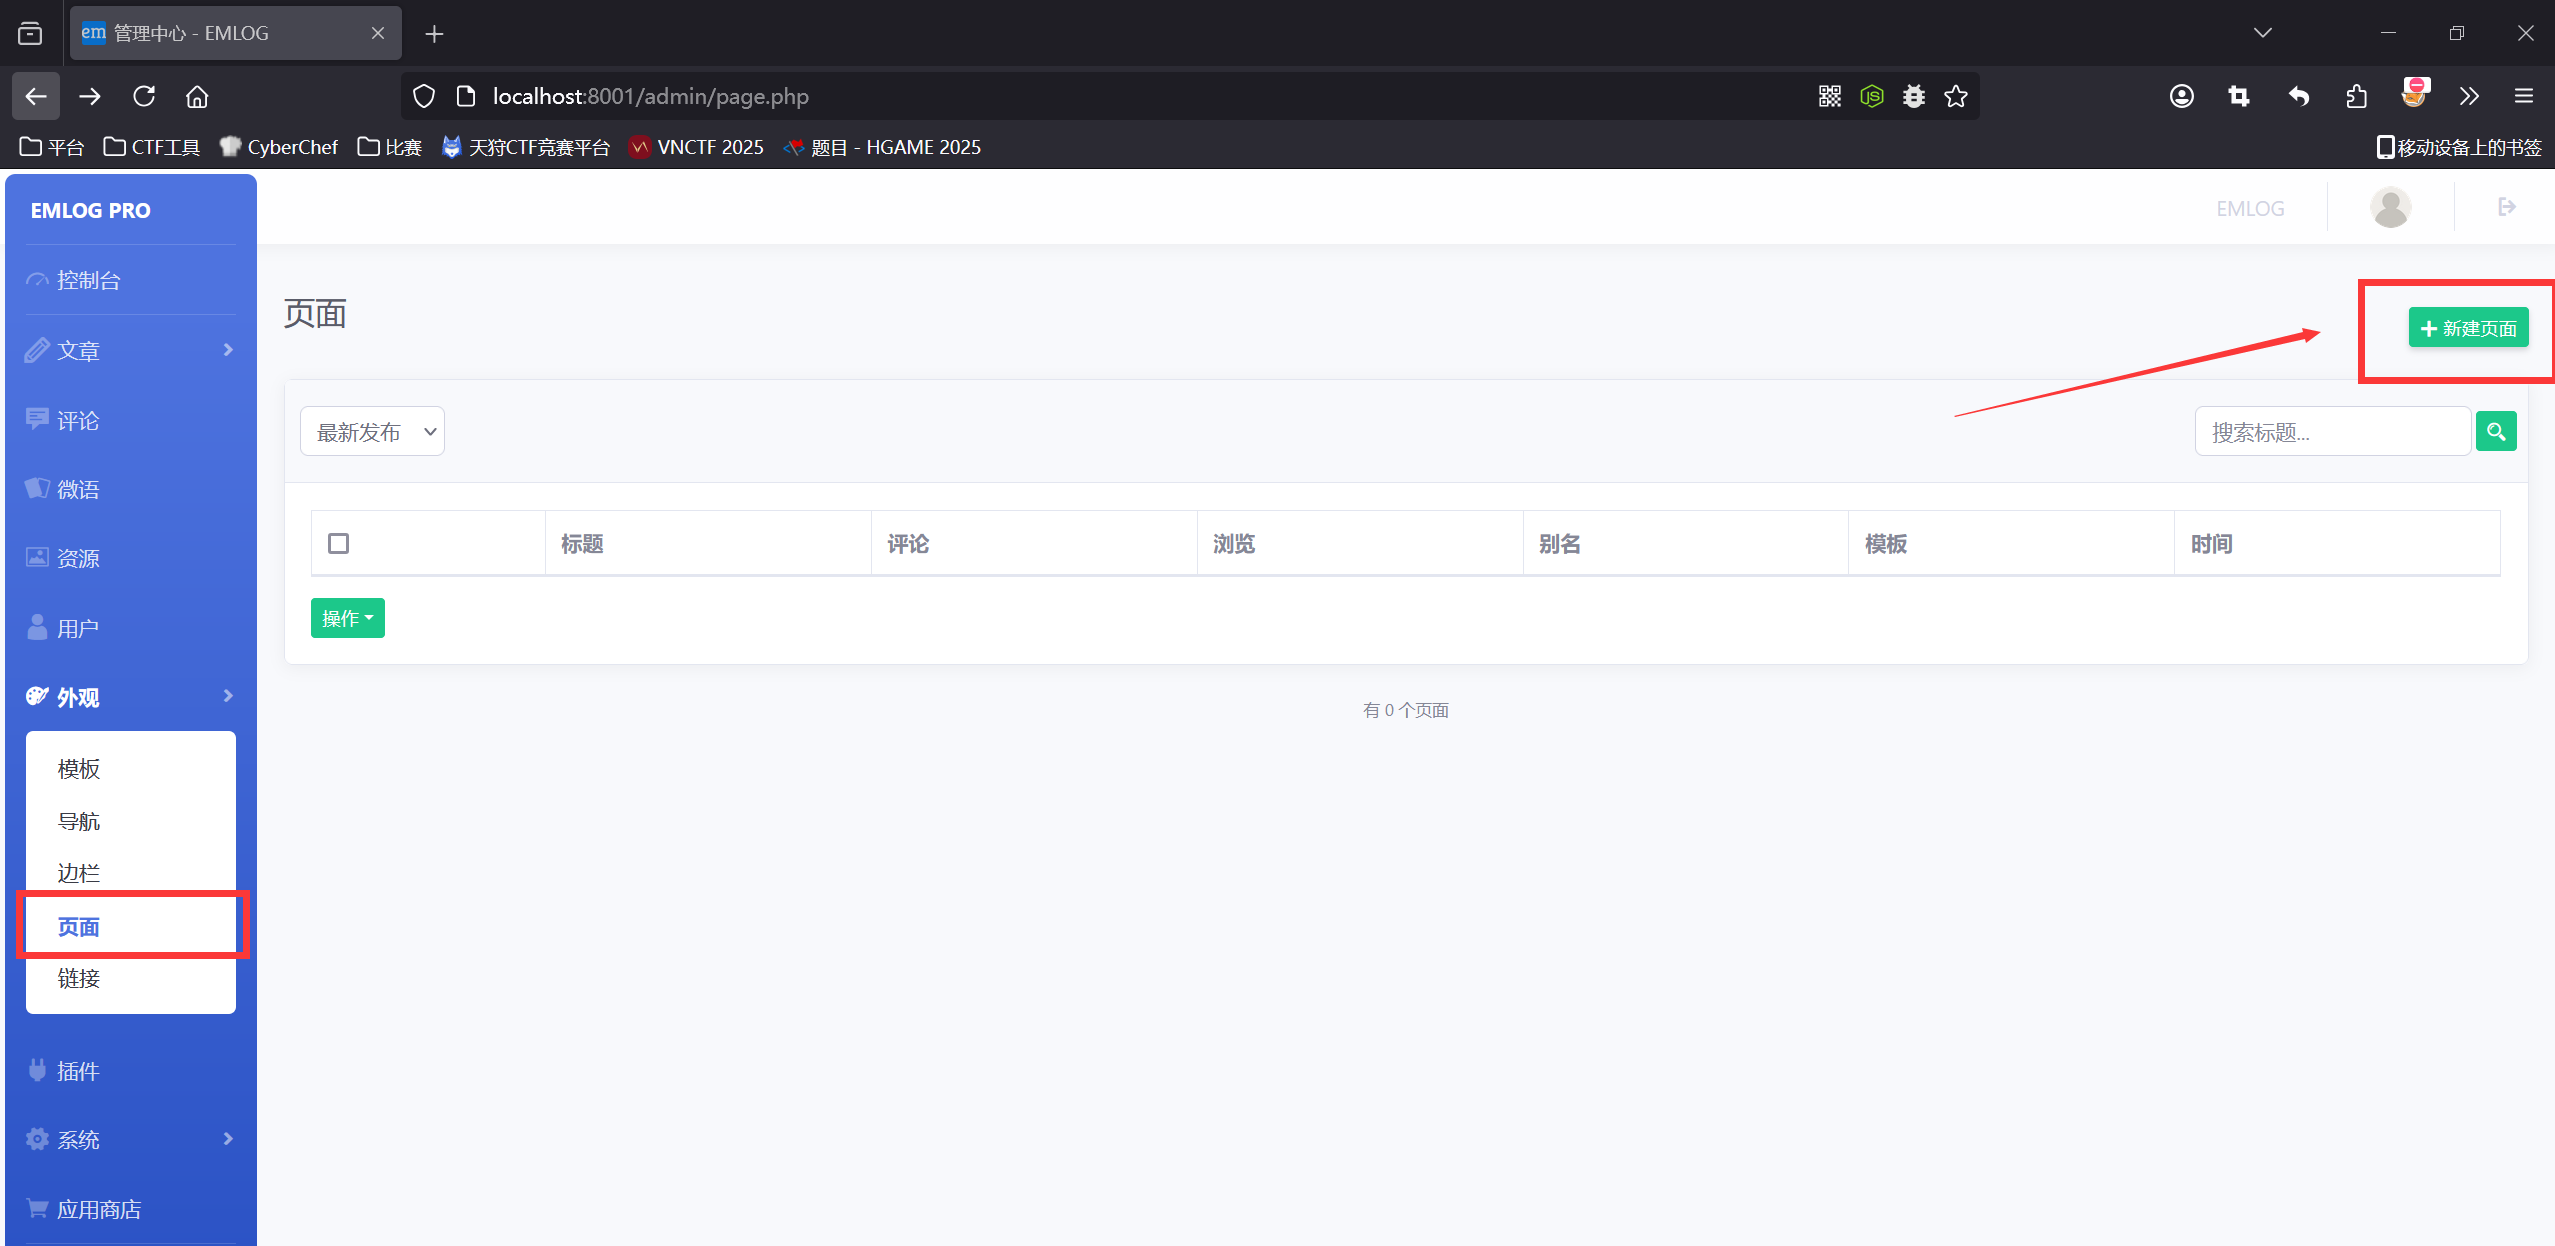 em 管理中心 - EMLOG
localhost:8001/admin/page.php
平台 CTF工具 CyberChef 比赛 天狩CTF竞赛平台 VNCTF 2025 题目 - HGAME 2025 移动设备上的书签
EMLOG PRO
EMLOG
控制台
文章
评论
微语
资源
用户
外观
模板
导航
边栏
页面
链接
插件
系统
应用商店
页面
新建页面
最新发布
搜索标题...
标题 评论 浏览 别名 模板 时间
操作
有 0 个页面